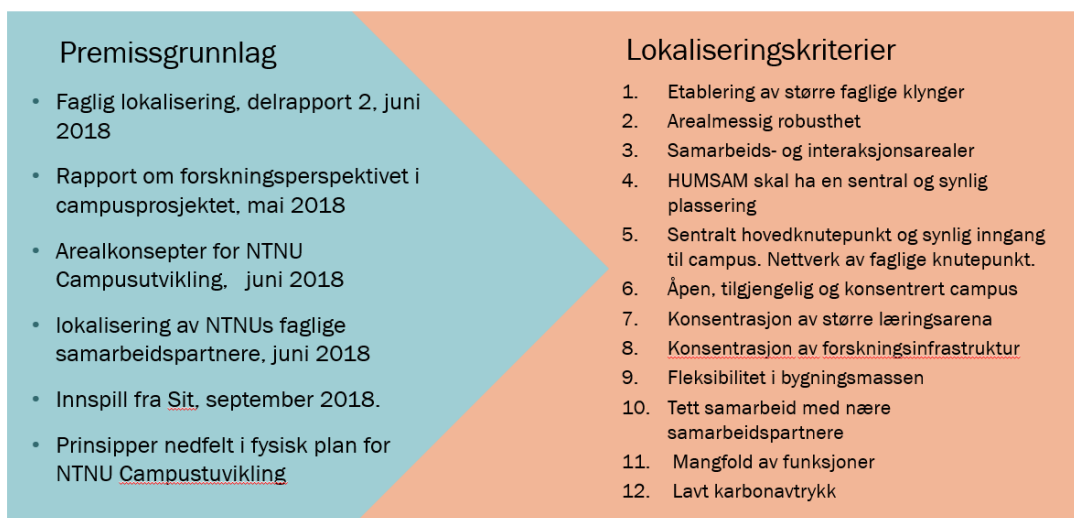 Premissgrunnlag
• Faglig lokalisering, delrapport 2, juni
2018
• Rapport om forskningsperspektivet i
campusprosjektet, mai 2018
• Arealkonsepter for NTNU
Campusutvikling, juni 2018
• lokalisering av NTNUs faglige
samarbeidspartnere, juni 2018
• Innspill fra Sit, september 2018.
• Prinsipper nedfelt i fysisk plan for
NTNU Campustuvikling
Lokaliseringskriterier
1. Etablering av større faglige klynger
2. Arealmessig robusthet
3. Samarbeids- og interaksjonsarealer
4. HUMSAM skal ha en sentral og synlig
plassering
5. Sentralt hovedknutepunkt og synlig inngang
til campus. Nettverk av faglige knutepunkt.
6. Åpen, tilgjengelig og konsentrert campus
7. Konsentrasjon av større læringsarena
8. Konsentrasjon av forskningsinfrastruktur
9. Fleksibilitet i bygningsmassen
10. Tett samarbeid med nære
samarbeidspartnere
11. Mangfold av funksjoner
12. Lavt karbonavtrykk